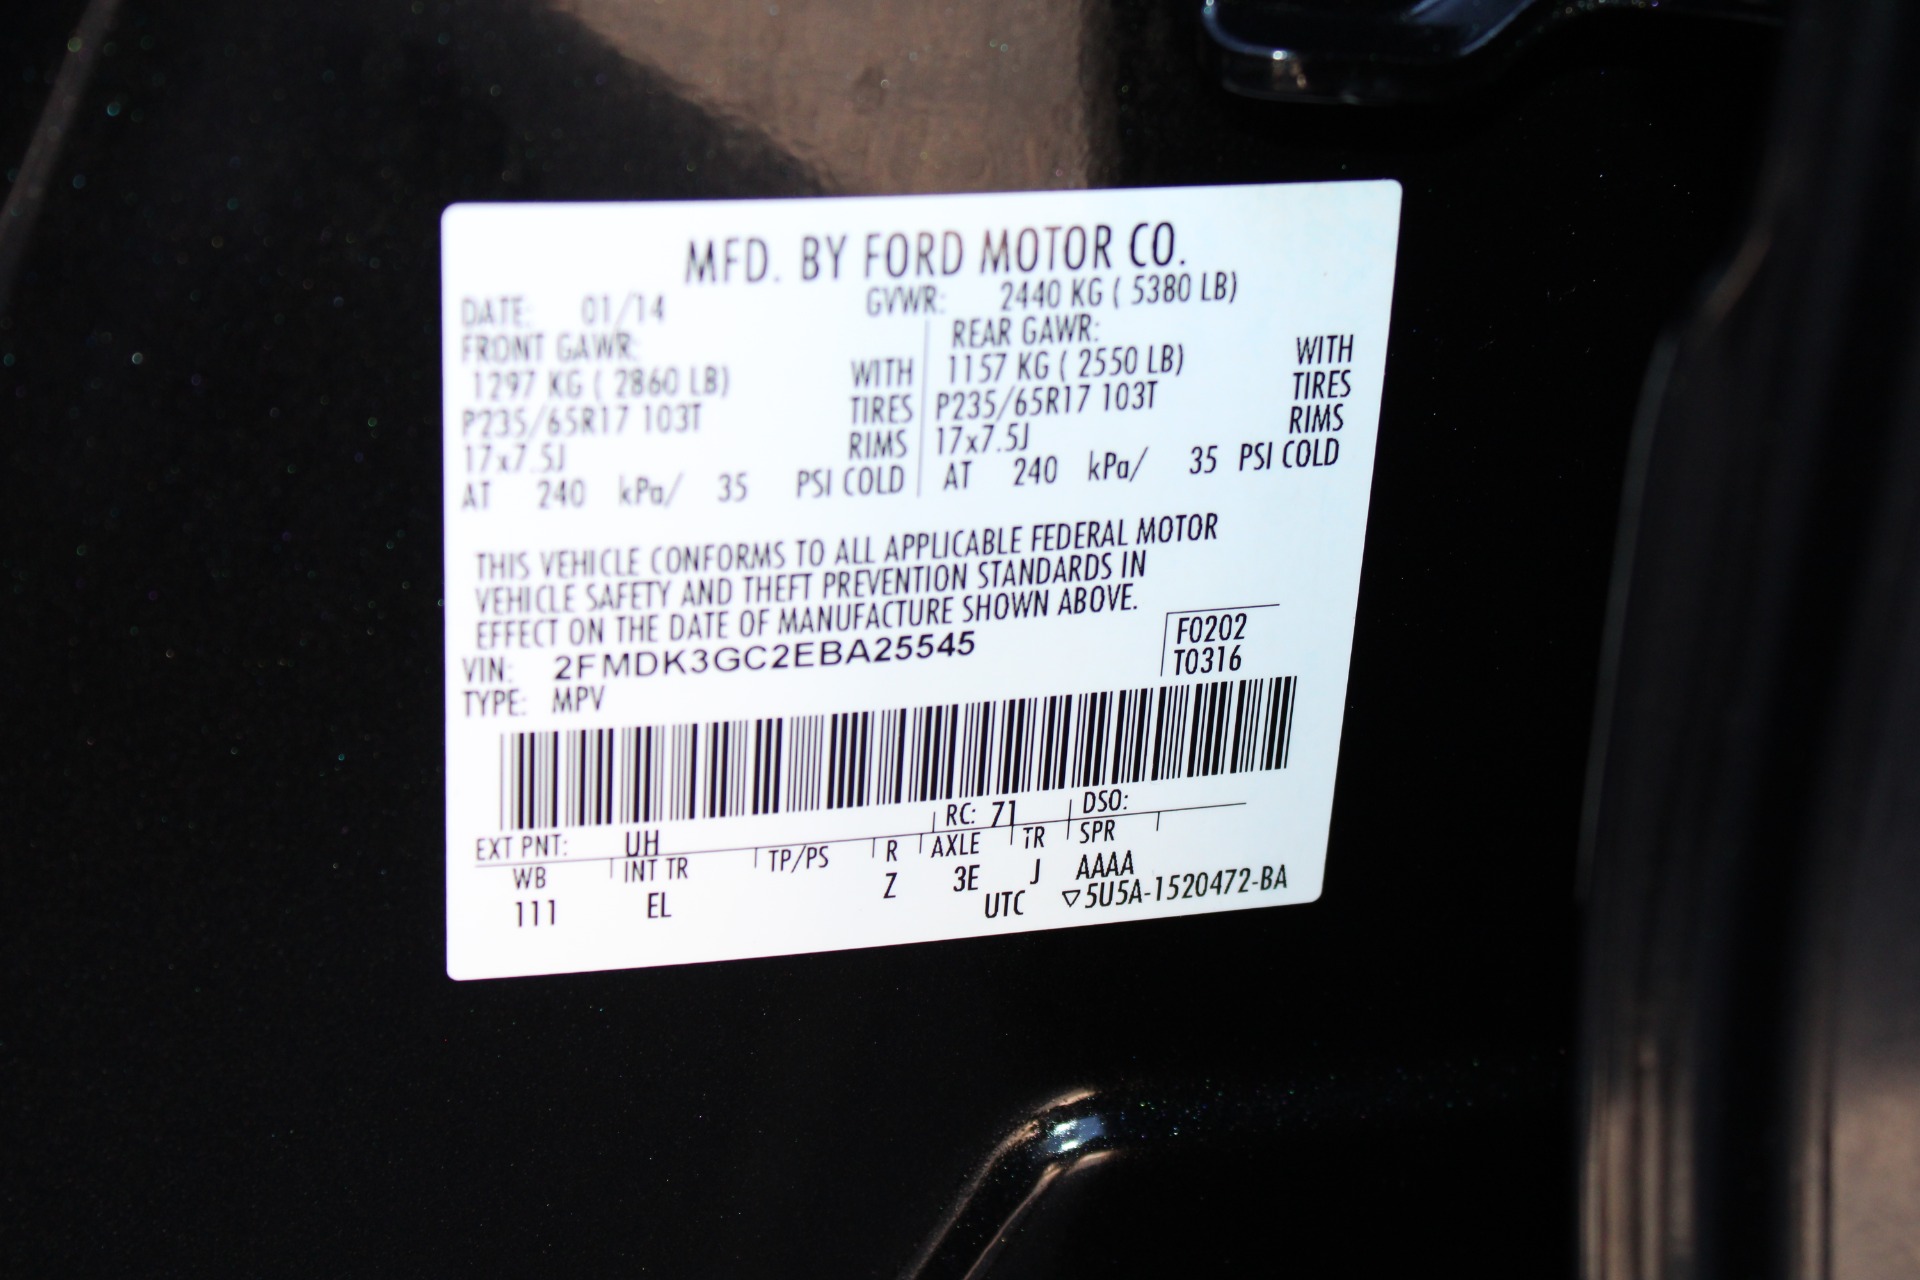 MFD. BY FORD MOTOR CO.
DATE: 01/14 GVWR: 2440 KG ( 5380 LB)
FRONT GAWR: REAR GAWR:
1297 KG ( 2860 LB) WITH 1157 KG ( 2550 LB) WITH
P235/65R17 103T TIRES P235/65R17 103T TIRES
17x7.5J RIMS 17x7.5J RIMS
AT 240 kPa/ 35 PSI COLD AT 240 kPa/ 35 PSI COLD
THIS VEHICLE CONFORMS TO ALL APPLICABLE FEDERAL MOTOR
VEHICLE SAFETY AND THEFT PREVENTION STANDARDS IN
EFFECT ON THE DATE OF MANUFACTURE SHOWN ABOVE.
VIN: 2FMDK3GC2EBA25545 F0202
TYPE: MPV T0316
EXT PNT: UH RC: 71 DSO:
WB INT TR TP/PS R AXLE TR SPR
111 EL Z 3E J AAAA
UTC ▽5U5A-1520472-BA